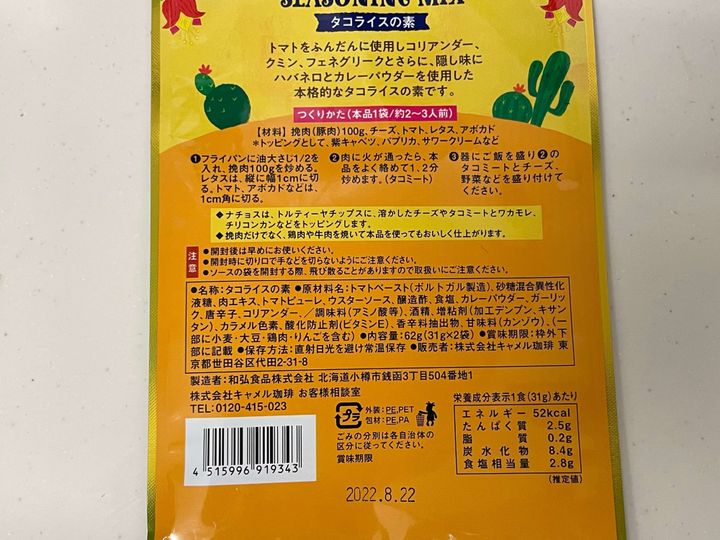 SEASONING MIX
タコライスの素
トマトをふんだんに使用しコリアンダー、
クミン、フェネグリークとさらに、隠し味に
ハバネロとカレーパウダーを使用した
本格的なタコライスの素です。
つくりかた(本品1袋/約2〜3人前)
【材料】挽肉(豚肉)100g、チーズ、トマト、レタス、アボカド
*トッピングとして、紫キャベツ、パプリカ、サワークリームなど
❶フライパンに油大さじ1/2を
入れ、挽肉100gを炒める。
レタスは、縦に幅1cmに切
る。トマト、アボカドなどは、
1cm角に切る。
❷肉に火が通ったら、本
品をよく絡めて1、2分
炒めます。(タコミート)
❸器にご飯を盛り❷の
タコミートとチーズ、
野菜などを盛り付けて
ください。
◆ナチョスは、トルティーヤチップスに、溶かしたチーズやタコミートとワカモレ、
チリコンカンなどをトッピングします。
◆挽肉だけでなく、鶏肉や牛肉を焼いて本品を使ってもおいしく仕上がります。
注意
●開封後は早めにお使いください。
●開封時に切り口で手などを切らないようにご注意ください。
●ソースの袋を開封する際、飛び散ることがありますので取扱いにご注意ください。
●名称:タコライスの素 ●原材料名:トマトペースト(ポルトガル製造)、砂糖混合異性化
液糖、肉エキス、トマトピューレ、ウスターソース、醸造酢、食塩、カレーパウダー、ガーリッ
ク、唐辛子、コリアンダー、／調味料(アミノ酸等)、酒精、増粘剤(加工デンプン、キサ
ンタン)、カラメル色素、酸化防止剤(ビタミンE)、香辛料抽出物、甘味料(カンゾウ)、(一
部に小麦・大豆・鶏肉・りんごを含む) ●内容量:62g(31g×2袋) ●賞味期限:枠外下
部に記載 ●保存方法:直射日光を避け常温保存 ●販売者:株式会社キャメル珈琲 東
京都世田谷区代田2-31-8
製造者:和弘食品株式会社 北海道小樽市銭函3丁目504番地1
株式会社キャメル珈琲 お客様相談室
TEL:0120-415-023
プラ
外装:PE,PET
包材:PE,PA
ごみの分別は各自治体の
区分に従ってください。
賞味期限
栄養成分表示1食(31g)あたり
エネルギー 52kcal
たんぱく質 2.5g
脂質 0.2g
炭水化物 8.4g
食塩相当量 2.8g
(推定値)
4 515996 919343
2022.8.22